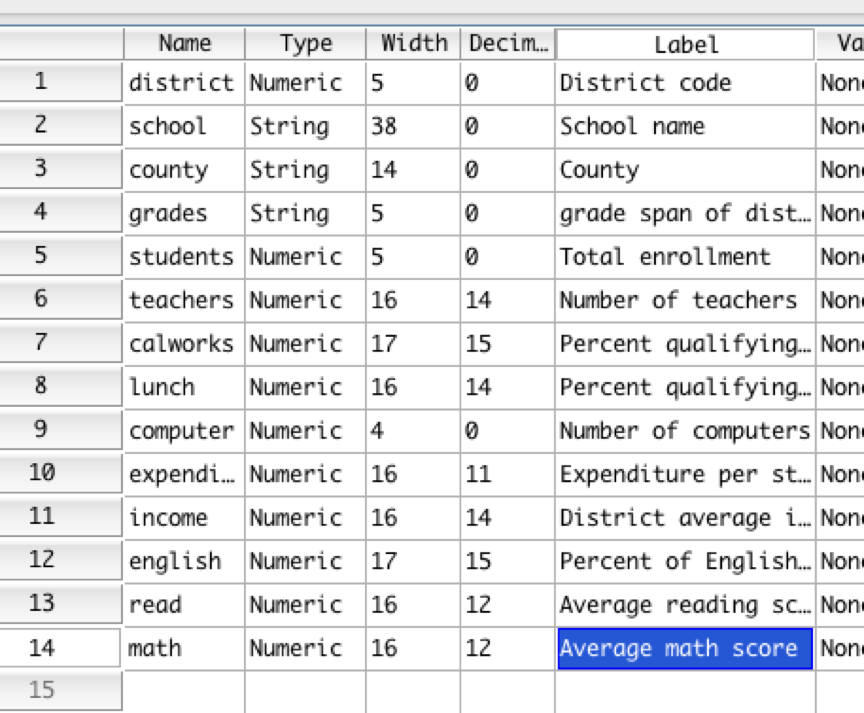 Name Type Width Decim… Label Va
1 district Numeric 5 0 District code None
2 school String 38 0 School name None
3 county String 14 0 County None
4 grades String 5 0 grade span of dist… None
5 students Numeric 5 0 Total enrollment None
6 teachers Numeric 16 14 Number of teachers None
7 calworks Numeric 17 15 Percent qualifying… None
8 lunch Numeric 16 14 Percent qualifying… None
9 computer Numeric 4 0 Number of computers None
10 expendi… Numeric 16 11 Expenditure per st… None
11 income Numeric 16 14 District average i… None
12 english Numeric 17 15 Percent of English… None
13 read Numeric 16 12 Average reading sc… None
14 math Numeric 16 12 Average math score None
15